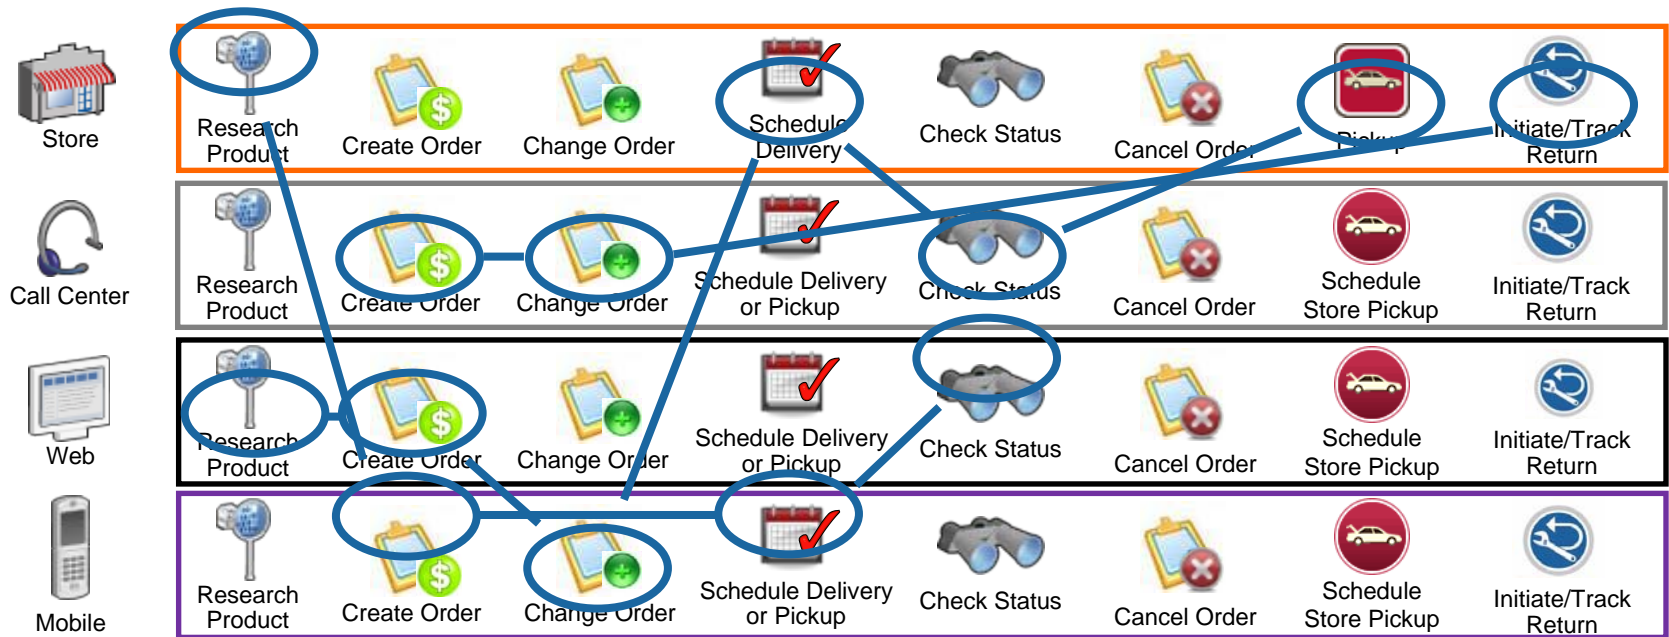 Store
Research
Product
Create Order
Change Order
Schedule
Delivery
Check Status
Cancel Order
Pickup
Initiate/Track
Return
Call Center
Research
Product
Create Order
Change Order
Schedule Delivery
or Pickup
Check Status
Cancel Order
Schedule
Store Pickup
Initiate/Track
Return
Web
Research
Product
Create Order
Change Order
Schedule Delivery
or Pickup
Check Status
Cancel Order
Schedule
Store Pickup
Initiate/Track
Return
Mobile
Research
Product
Create Order
Change Order
Schedule Delivery
or Pickup
Check Status
Cancel Order
Schedule
Store Pickup
Initiate/Track
Return